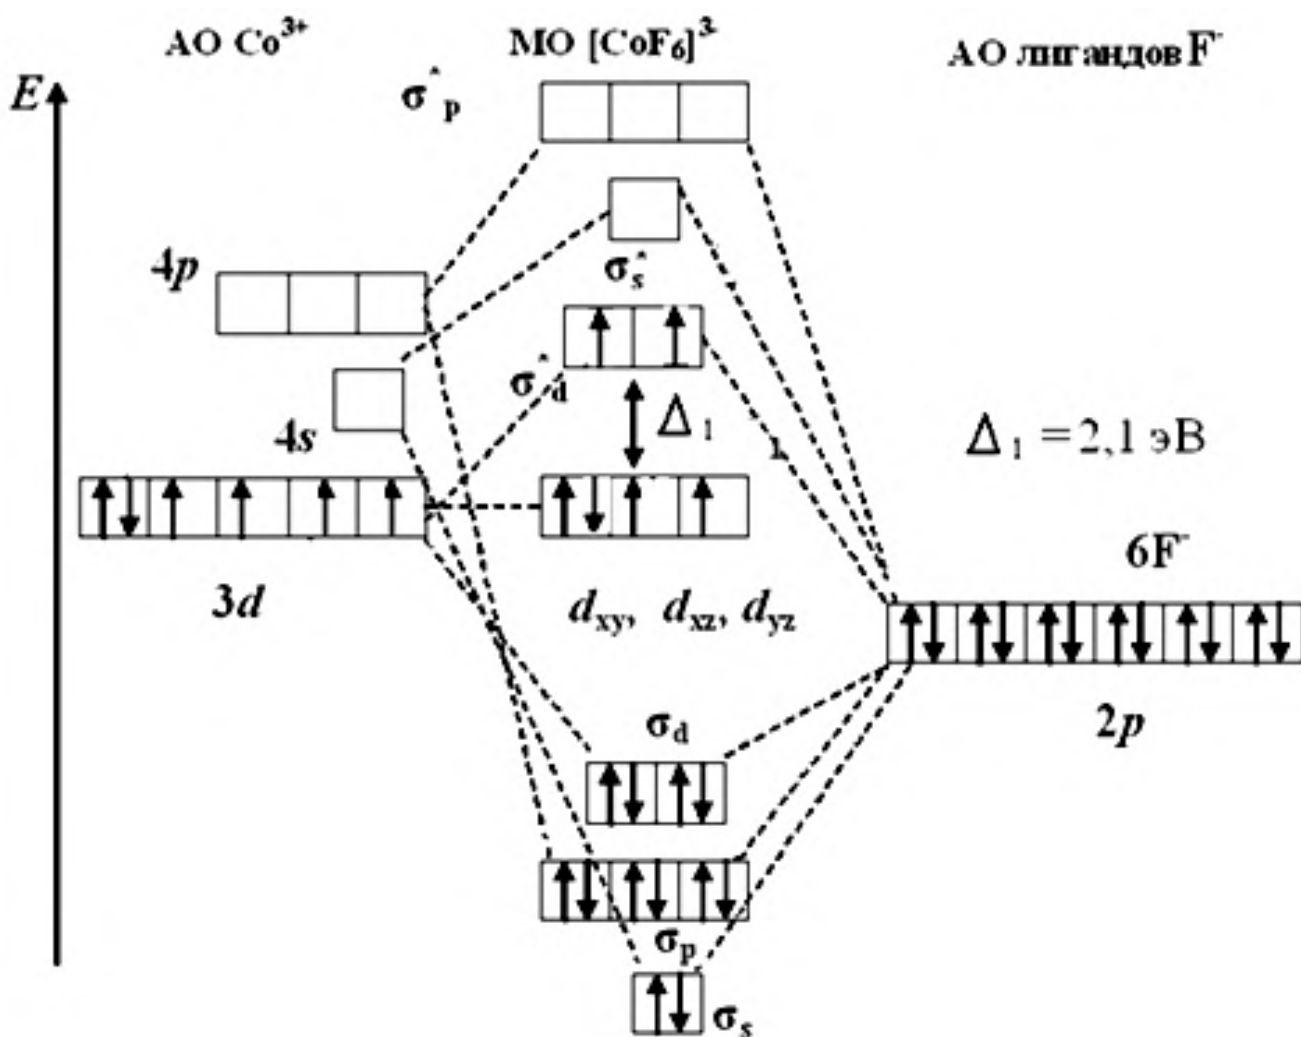 АО Co³⁺
МО [CoF₆]³⁻
АО лигандов F⁻
E
σ*ₚ
4p
σₛ*
σ*d
4s
Δ₁
Δ₁ = 2,1 эВ
3d
dxy, dxz, dyz
6F⁻
2p
σd
σₚ
σₛ